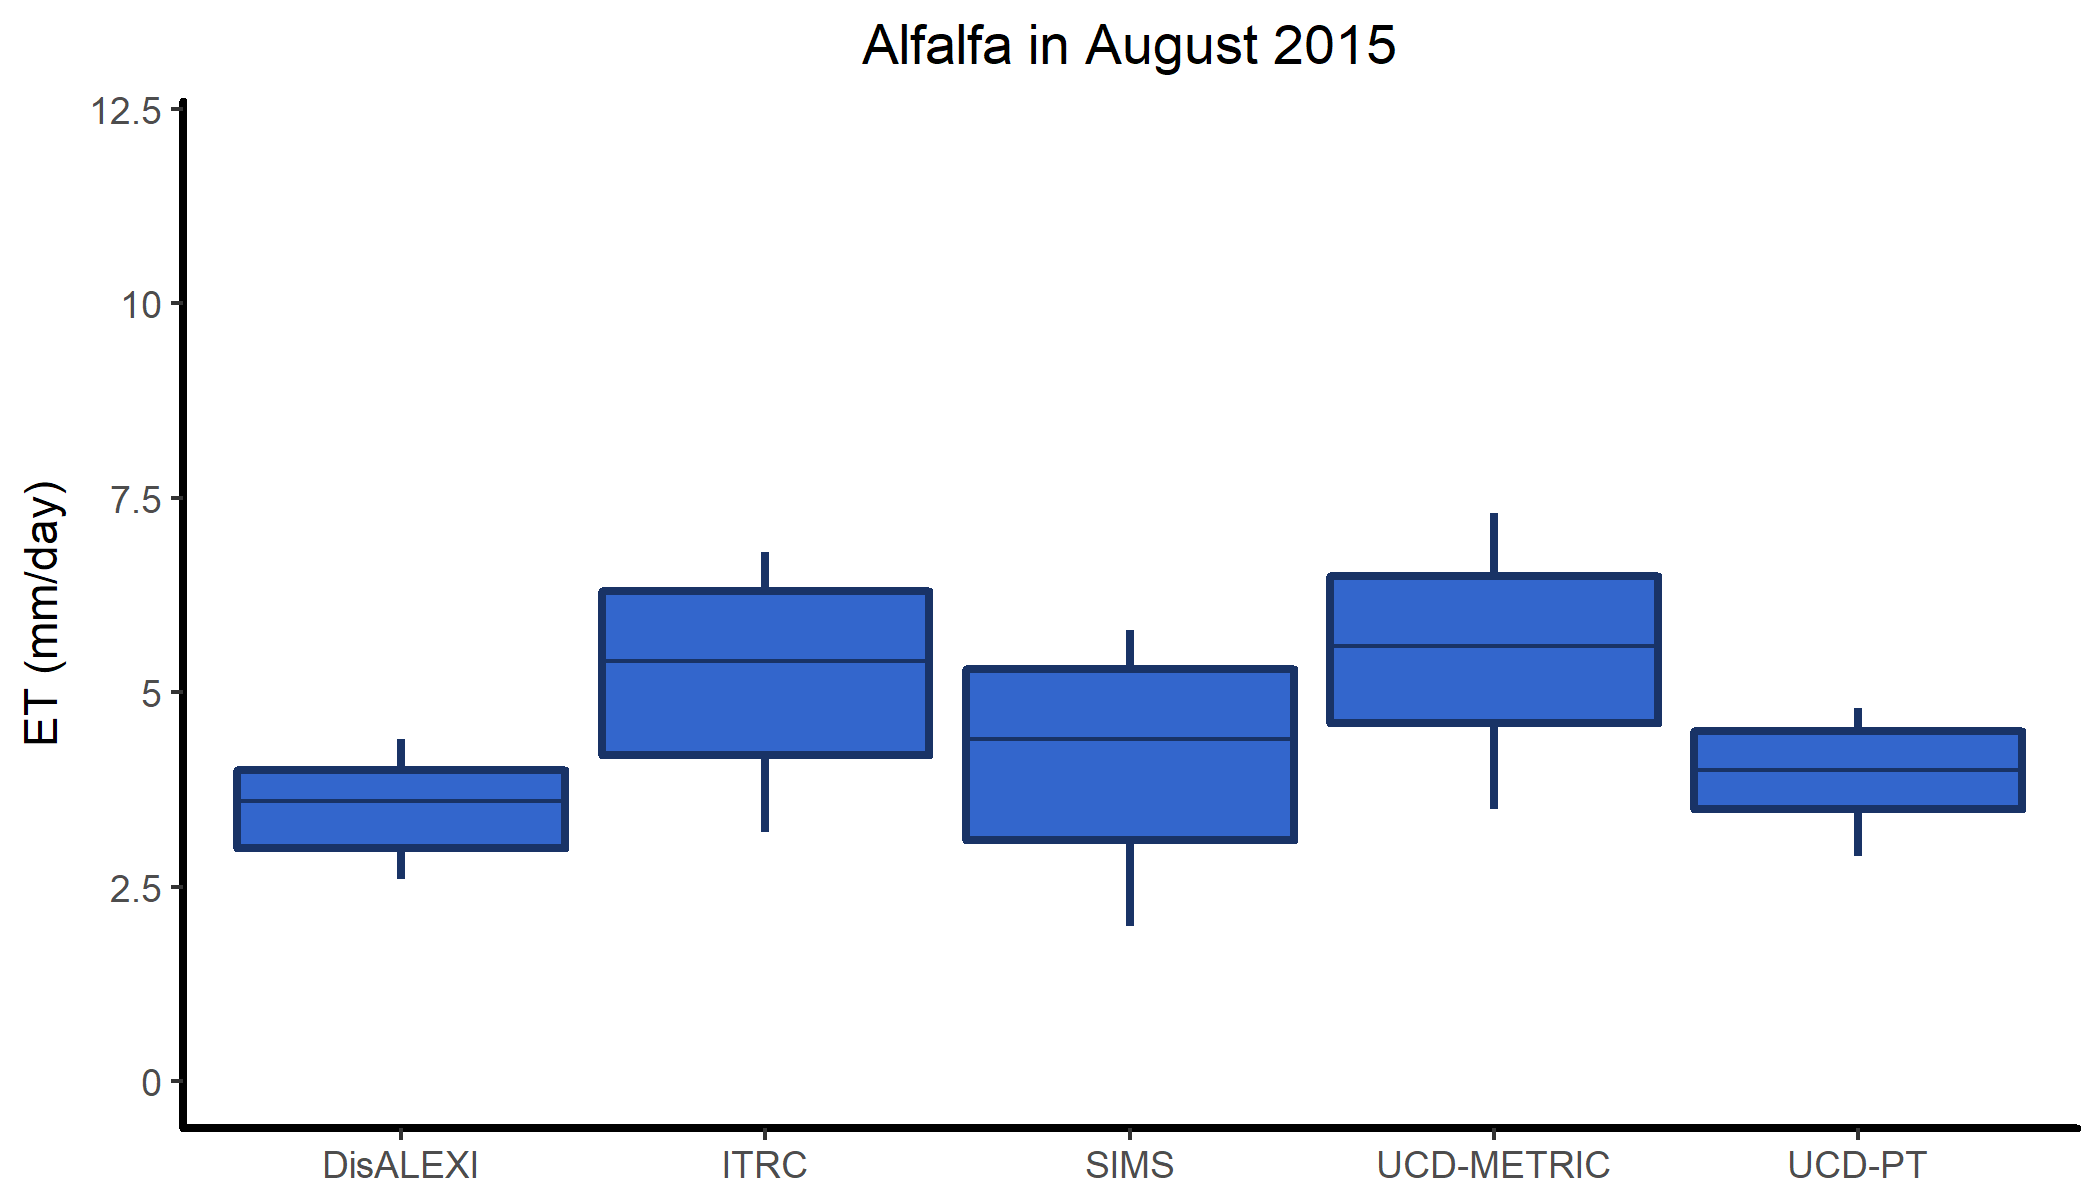 Alfalfa in August 2015
ET (mm/day)
12.5
10
7.5
5
2.5
0
DisALEXI
ITRC
SIMS
UCD-METRIC
UCD-PT